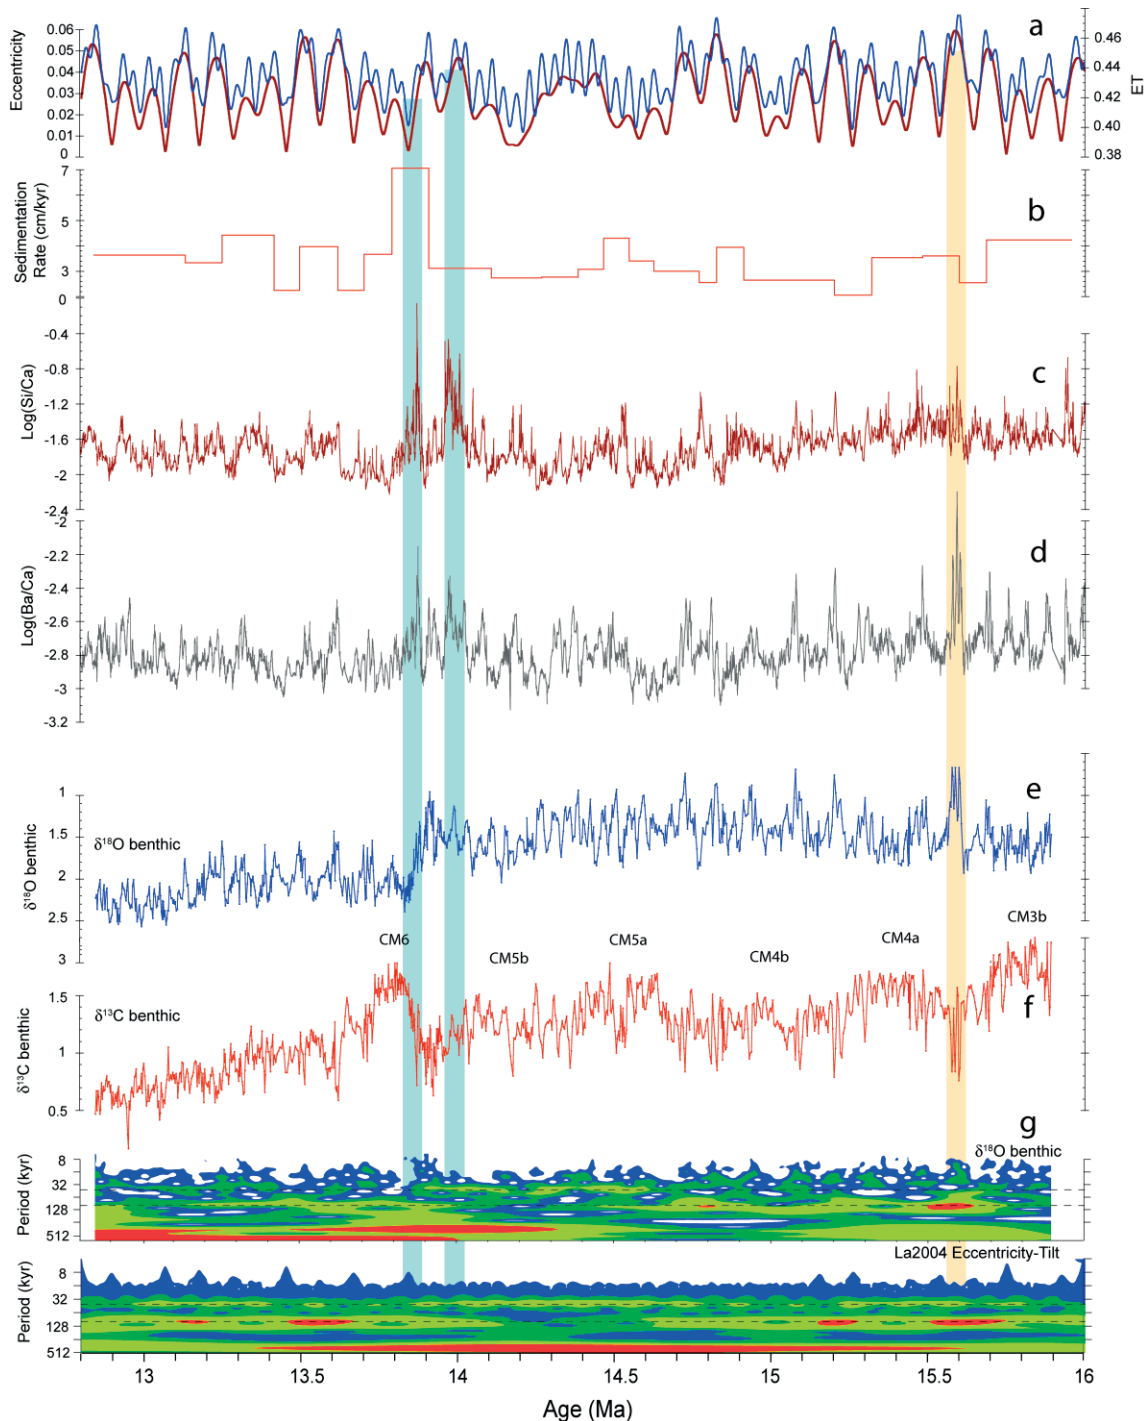 a
Eccentricity
0.06
0.05
0.04
0.03
0.02
0.01
0
0.46
0.44
0.42
0.40
0.38
ET
b
Sedimentation
Rate (cm/kyr)
7
5
3
0
c
Log(Si/Ca)
-0.4
-0.8
-1.2
-1.6
-2
-2.4
d
Log(Ba/Ca)
-2
-2.2
-2.4
-2.6
-2.8
-3
-3.2
e
δ18O benthic
δ18O benthic
1
1.5
2
2.5
3
CM6
CM5b
CM5a
CM4b
CM4a
CM3b
f
δ13C benthic
δ13C benthic
1.5
1
0.5
g
δ18O benthic
Period (kyr)
8
32
128
512
La2004 Eccentricity-Tilt
Period (kyr)
8
32
128
512
13
13.5
14
14.5
15
15.5
16
Age (Ma)